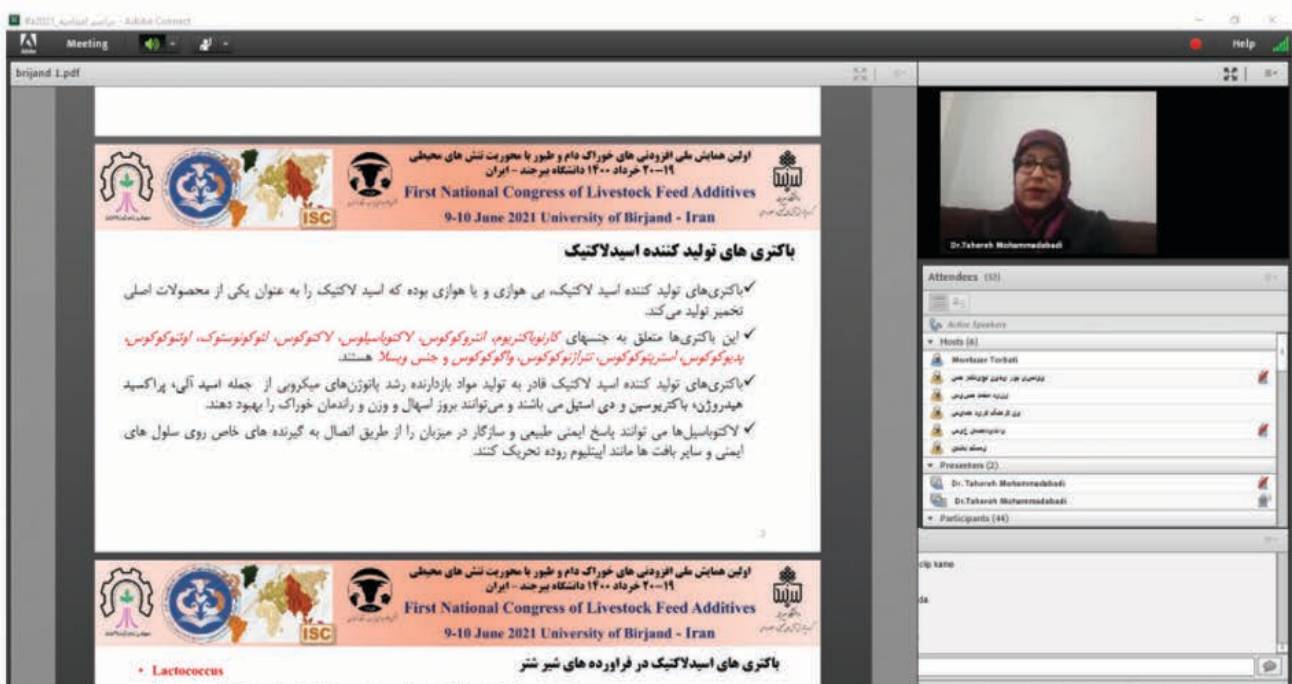 Adobe Connect
Meeting
Help
brijand 1.pdf
اولین همایش ملی افزودنی های خوراک دام و طیور با محوریت تنش های محیطی
۱۹–۲۰ خرداد ۱۴۰۰ دانشگاه بیرجند - ایران
First National Congress of Livestock Feed Additives
9-10 June 2021 University of Birjand - Iran
ISC
باکتری های تولید کننده اسیدلاکتیک
✓باکتری‌های تولید کننده اسید لاکتیک، بی هوازی و یا هوازی بوده که اسید لاکتیک را به عنوان یکی از محصولات اصلی
تخمیر تولید می‌کند.
✓ این باکتری‌ها متعلق به جنسهای کارنوباکتریوم، انتروکوکوس، لاکتوباسیلوس، لاکتوکوس، لئوکونوستوک، اوئنوکوکوس،
پدیوکوکوس، استرپتوکوکوس، تتراژنوکوکوس، واگوکوکوس و جنس ویسلا هستند.
✓باکتری‌های تولید کننده اسید لاکتیک قادر به تولید مواد بازدارنده رشد پاتوژن‌های میکروبی از جمله اسید آلی، پراکسید
هیدروژن، باکتریوسین و دی استیل می باشند و می‌توانند بروز اسهال و وزن و راندمان خوراک را بهبود دهند.
✓ لاکتوباسیل‌ها می توانند پاسخ ایمنی طبیعی و سازگار در میزبان را از طریق اتصال به گیرنده های خاص روی سلول های
ایمنی و سایر بافت ها مانند اپیتلیوم روده تحریک کنند.
3
اولین همایش ملی افزودنی های خوراک دام و طیور با محوریت تنش های محیطی
۱۹–۲۰ خرداد ۱۴۰۰ دانشگاه بیرجند - ایران
First National Congress of Livestock Feed Additives
9-10 June 2021 University of Birjand - Iran
ISC
باکتری های اسیدلاکتیک در فراورده های شیر شتر
• Lactococcus
Dr.Tahereh Mohammadabadi
Attendees
Active Speakers
Hosts (6)
Montazer Torbati
Presenters (2)
Dr. Tahereh Mohammadabadi
Dr.Tahereh Mohammadabadi
Participants (44)
clip kame
da